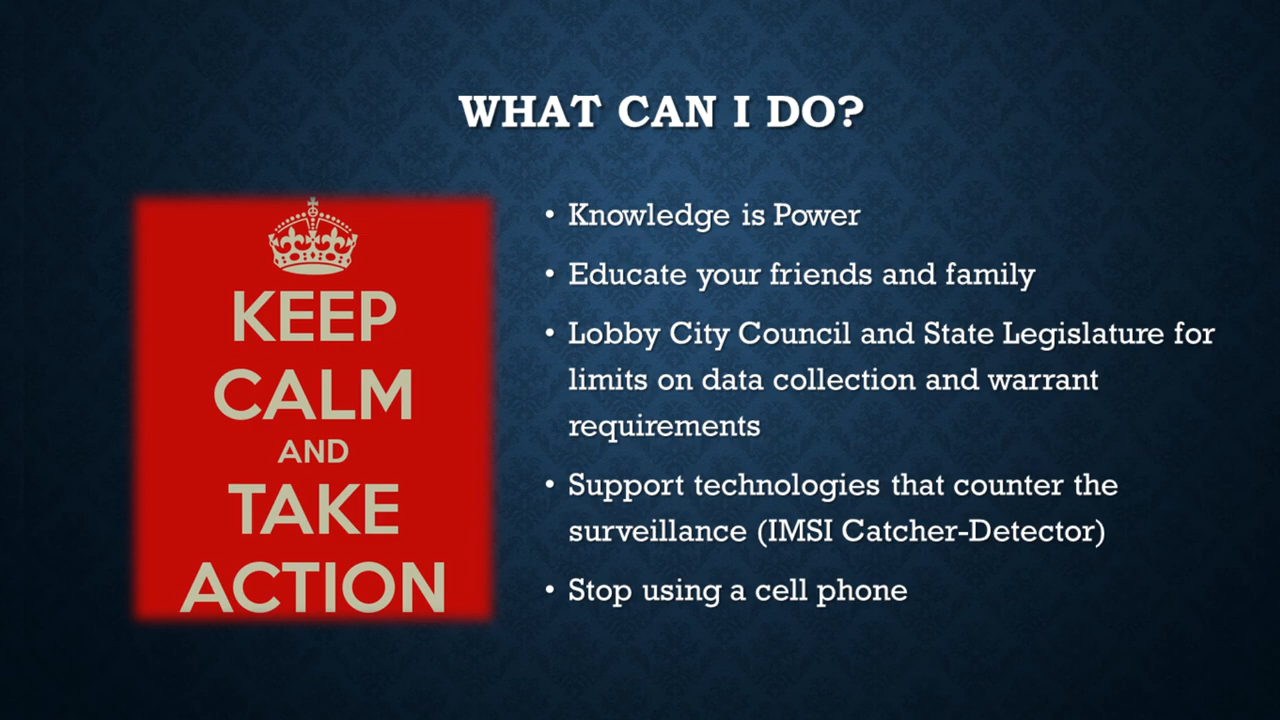 WHAT CAN I DO?
KEEP
CALM
AND
TAKE
ACTION
• Knowledge is Power
• Educate your friends and family
• Lobby City Council and State Legislature for
limits on data collection and warrant
requirements
• Support technologies that counter the
surveillance (IMSI Catcher-Detector)
• Stop using a cell phone